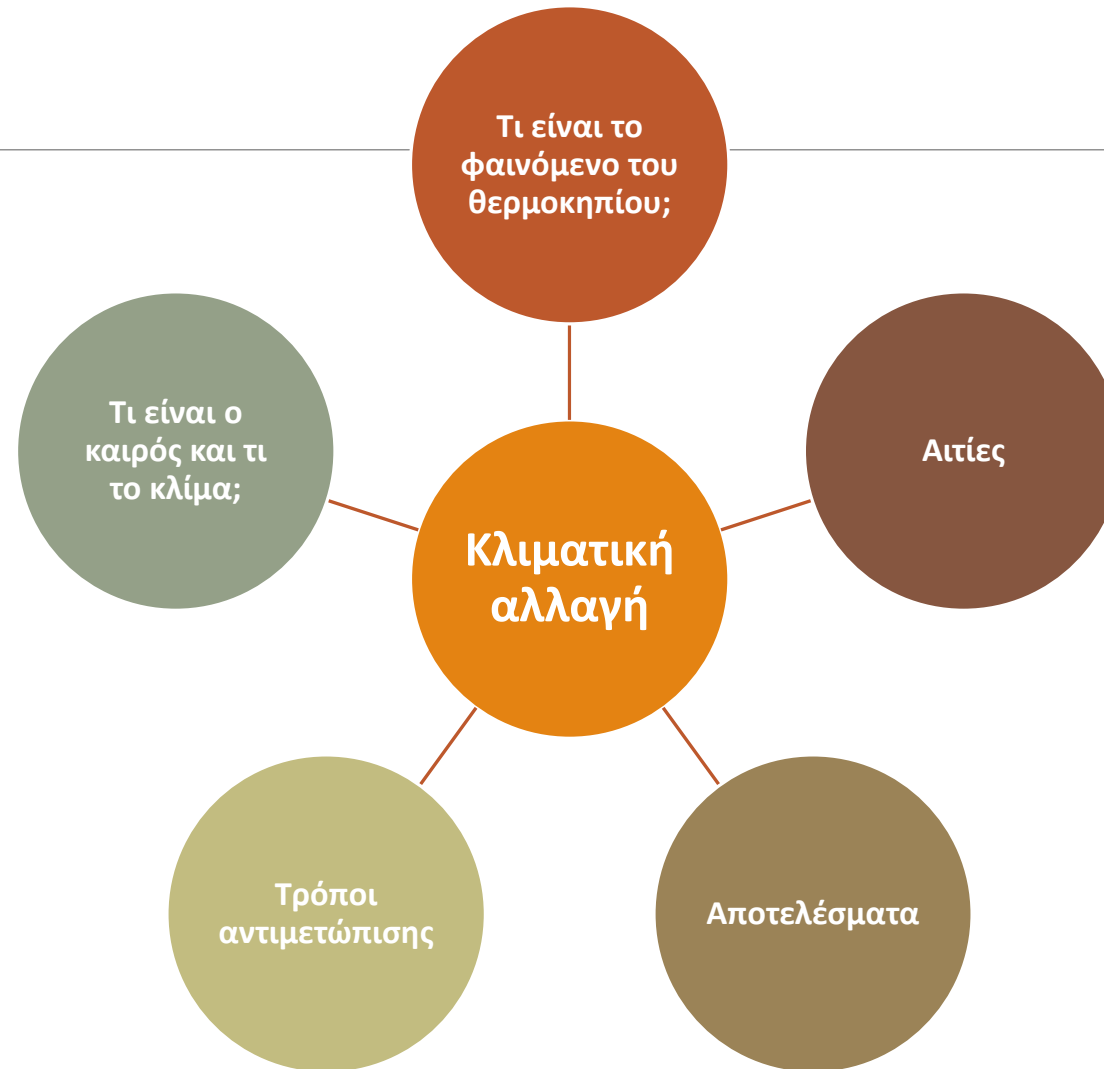 Τι είναι το
φαινόμενο του
θερμοκηπίου;
Τι είναι ο
καιρός και τι
το κλίμα;
Αιτίες
Κλιματική
αλλαγή
Τρόποι
αντιμετώπισης
Αποτελέσματα